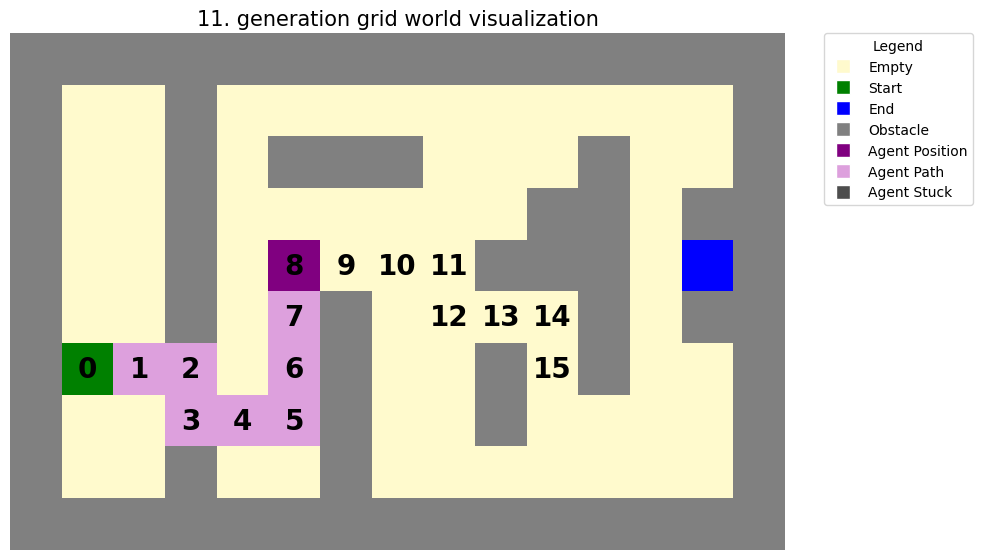 11. generation grid world visualization
Legend
Empty
Start
End
Obstacle
Agent Position
Agent Path
Agent Stuck
8 9 10 11
7 12 13 14
0 1 2 6 15
3 4 5